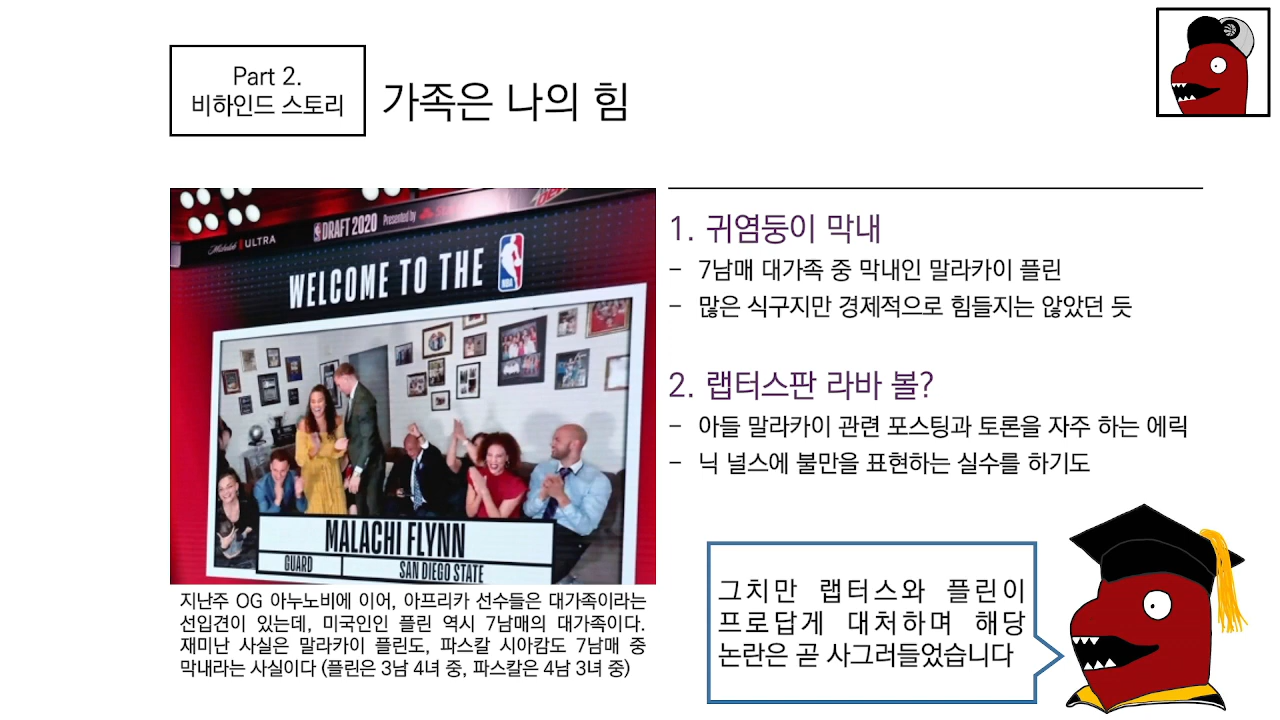 Part 2.
비하인드 스토리
가족은 나의 힘
ULTRA
DRAFT 2020 Presented by
WELCOME TO THE
NBA
MALACHI FLYNN
GUARD
SAN DIEGO STATE
지난주 OG 아누노비에 이어, 아프리카 선수들은 대가족이라는
선입견이 있는데, 미국인인 플린 역시 7남매의 대가족이다.
재미난 사실은 말라카이 플린도, 파스칼 시아캄도 7남매 중
막내라는 사실이다 (플린은 3남 4녀 중, 파스칼은 4남 3녀 중)
1. 귀염둥이 막내
- 7남매 대가족 중 막내인 말라카이 플린
- 많은 식구지만 경제적으로 힘들지는 않았던 듯
2. 랩터스판 라바 볼?
- 아들 말라카이 관련 포스팅과 토론을 자주 하는 에릭
- 닉 널스에 불만을 표현하는 실수를 하기도
그치만 랩터스와 플린이
프로답게 대처하며 해당
논란은 곧 사그러들었습니다